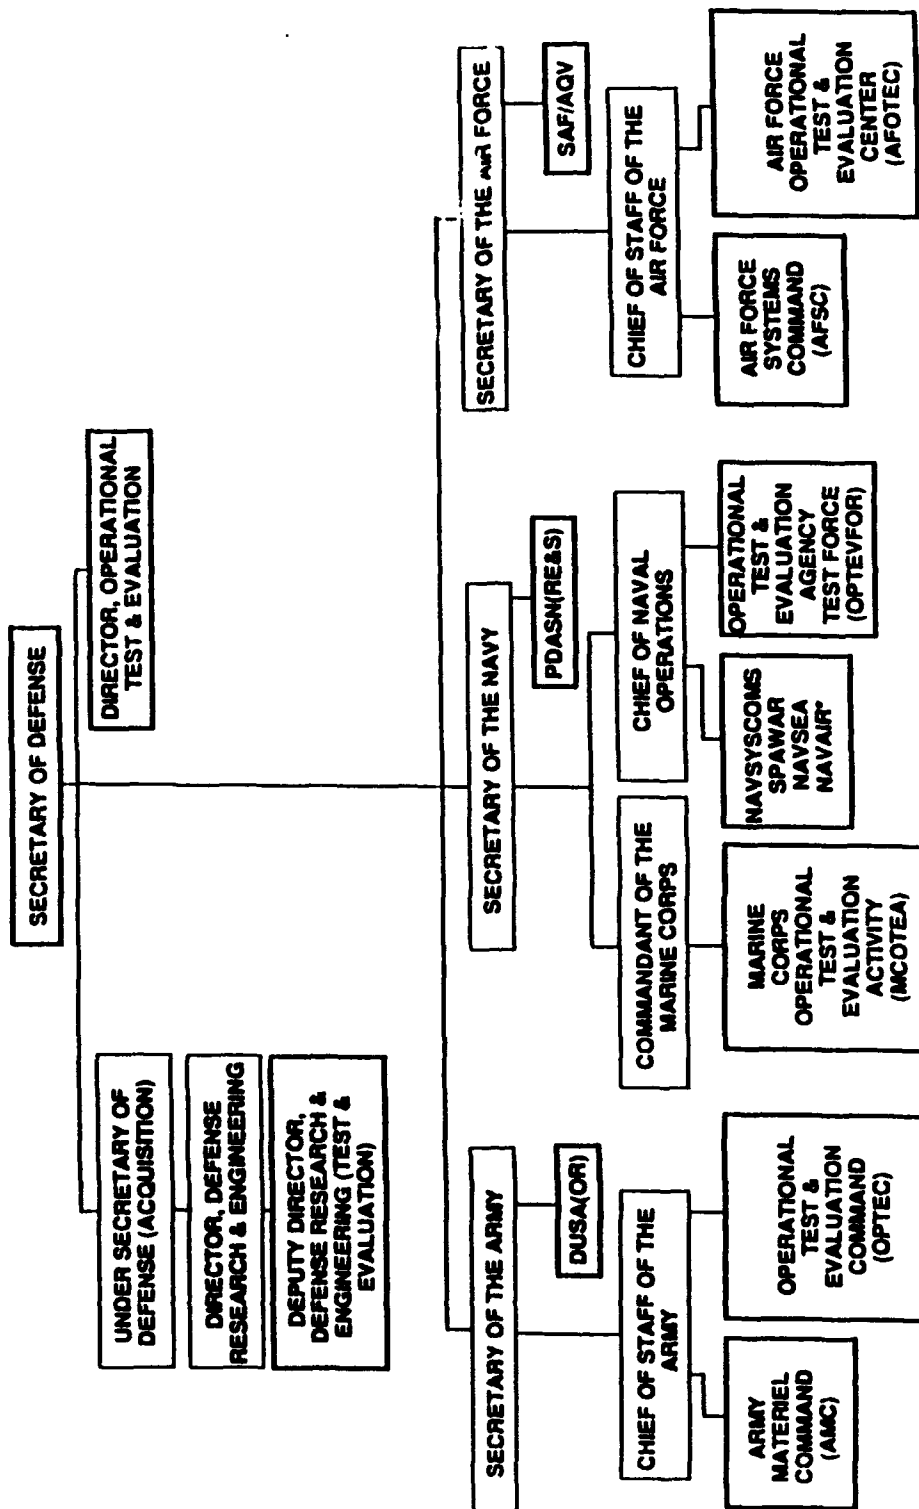 SECRETARY OF DEFENSE
UNDER SECRETARY OF
DEFENSE (ACQUISITION)
DIRECTOR, DEFENSE
RESEARCH & ENGINEERING
DEPUTY DIRECTOR,
DEFENSE RESEARCH &
ENGINEERING (TEST &
EVALUATION)
DIRECTOR, OPERATIONAL
TEST & EVALUATION
SECRETARY OF THE ARMY
DUSA(OR)
CHIEF OF STAFF OF THE
ARMY
ARMY
MATERIEL
COMMAND
(AMC)
OPERATIONAL
TEST &
EVALUATION
COMMAND
(OPTEC)
SECRETARY OF THE NAVY
PDASN(RE&S)
COMMANDANT OF THE
MARINE CORPS
MARINE
CORPS
OPERATIONAL
TEST &
EVALUATION
ACTIVITY
(MCOTEA)
CHIEF OF NAVAL
OPERATIONS
NAVSYSCOMS
SPAWAR
NAVSEA
NAVAIR*
OPERATIONAL
TEST &
EVALUATION
AGENCY
TEST FORCE
(OPTEVFOR)
SECRETARY OF THE AIR FORCE
SAF/AQV
CHIEF OF STAFF OF THE
AIR FORCE
AIR FORCE
SYSTEMS
COMMAND
(AFSC)
AIR FORCE
OPERATIONAL
TEST &
EVALUATION
CENTER
(AFOTEC)